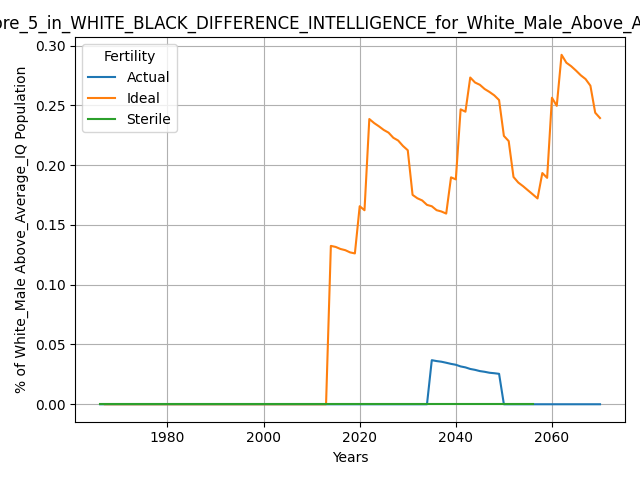 ore_5_in_WHITE_BLACK_DIFFERENCE_INTELLIGENCE_for_White_Male_Above_A
Fertility
Actual
Ideal
Sterile
% of White_Male Above_Average_IQ Population
0.30
0.25
0.20
0.15
0.10
0.05
0.00
1980 2000 2020 2040 2060
Years